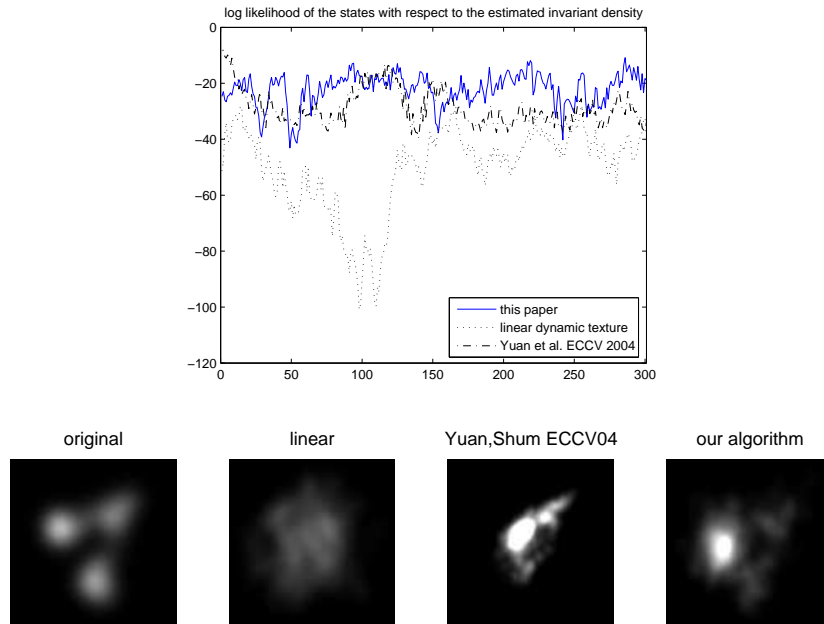 log likelihood of the states with respect to the estimated invariant density
0
−20
−40
−60
−80
−100
−120
0 50 100 150 200 250 300
this paper
linear dynamic texture
Yuan et al. ECCV 2004
original linear Yuan,Shum ECCV04 our algorithm